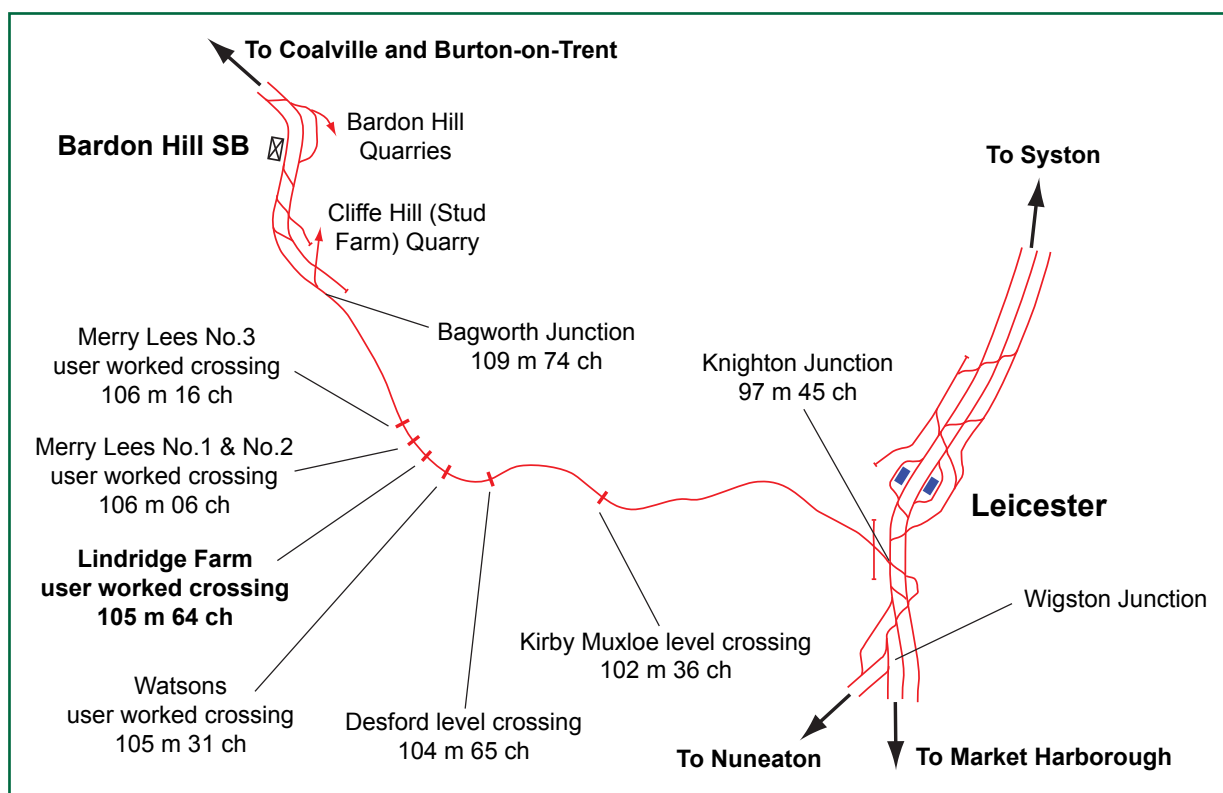 To Coalville and Burton-on-Trent
Bardon Hill
Quarries
Bardon Hill SB
To Syston
Cliffe Hill (Stud
Farm) Quarry
Merry Lees No.3
user worked crossing
106 m 16 ch
Bagworth Junction
109 m 74 ch
Knighton Junction
97 m 45 ch
Merry Lees No.1 & No.2
user worked crossing
106 m 06 ch
Leicester
Lindridge Farm
user worked crossing
105 m 64 ch
Wigston Junction
Kirby Muxloe level crossing
102 m 36 ch
Watsons
user worked crossing
105 m 31 ch
Desford level crossing
104 m 65 ch
To Nuneaton
To Market Harborough